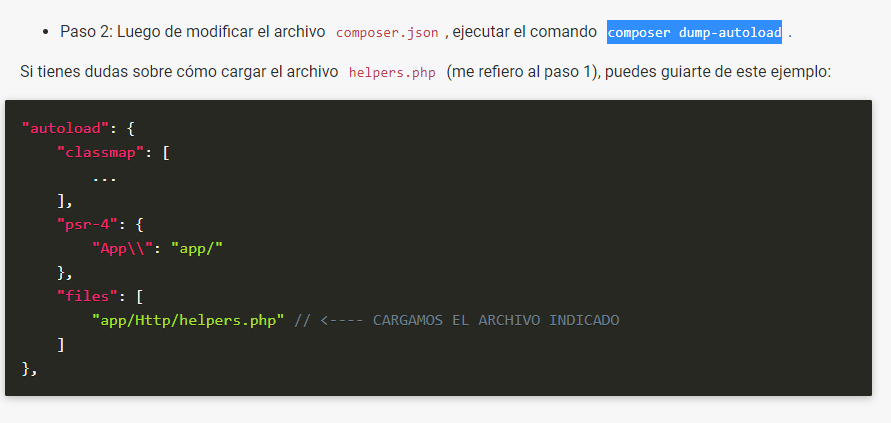 Paso 2: Luego de modificar el archivo composer.json , ejecutar el comando composer dump-autoload .
Si tienes dudas sobre cómo cargar el archivo helpers.php (me refiero al paso 1), puedes guiarte de este ejemplo:
"autoload": {
    "classmap": [
        ...
    ],
    "psr-4": {
        "App\\": "app/"
    },
    "files": [
        "app/Http/helpers.php" // <---- CARGAMOS EL ARCHIVO INDICADO
    ]
},